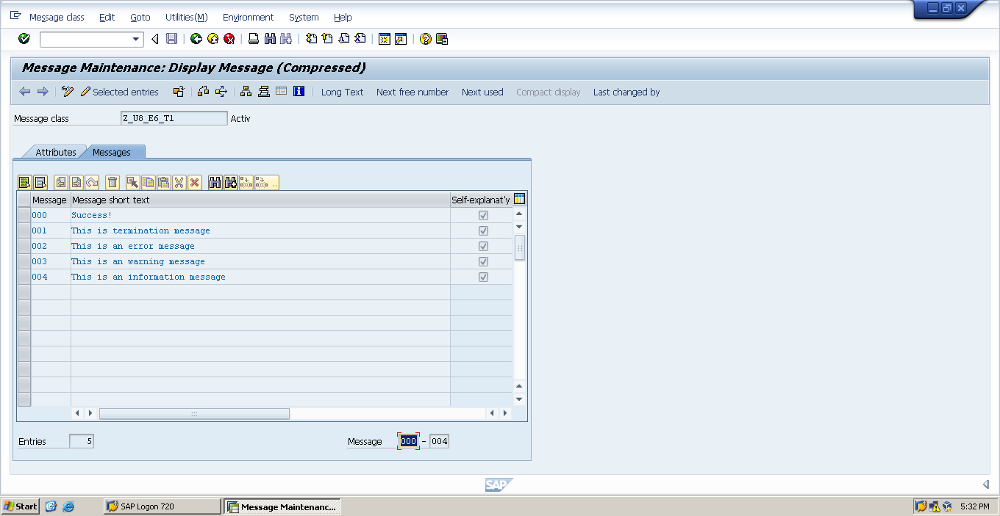 Message class Edit Goto Utilities(M) Environment System Help
Message Maintenance: Display Message (Compressed)
Selected entries Long Text Next free number Next used Compact display Last changed by
Message class Z_U8_E6_T1 Activ
Attributes Messages
Message Message short text Self-explanat'y
000 Success!
001 This is termination message
002 This is an error message
003 This is an warning message
004 This is an information message
Entries 5 Message 000 - 004
SAP
Start SAP Logon 720 Message Maintenanc... 5:32 PM